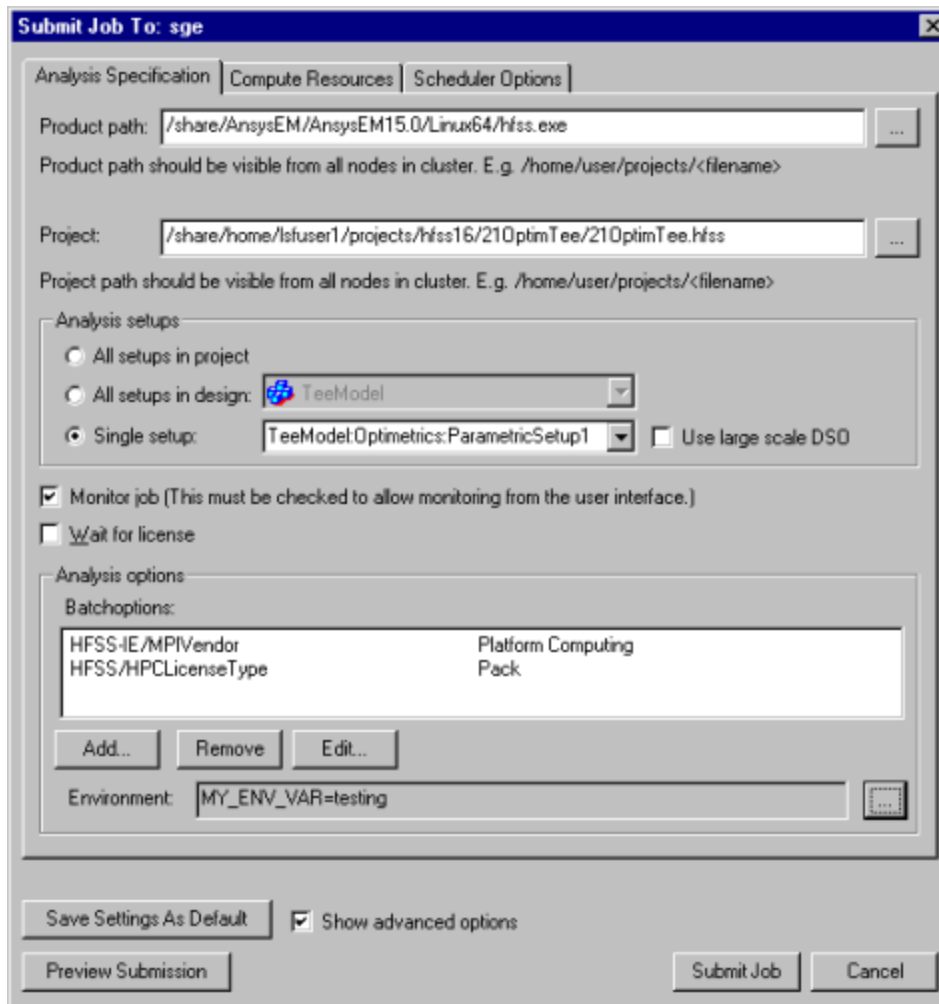 Submit Job To: sge
Analysis Specification Compute Resources Scheduler Options
Product path: /share/AnsysEM/AnsysEM15.0/Linux64/hfss.exe ...
Product path should be visible from all nodes in cluster. E.g. /home/user/projects/<filename>
Project: /share/home/lsfuser1/projects/hfss16/21OptimTee/21OptimTee.hfss ...
Project path should be visible from all nodes in cluster. E.g. /home/user/projects/<filename>
Analysis setups
All setups in project
All setups in design: TeeModel
Single setup: TeeModel:Optimetrics:ParametricSetup1 Use large scale DSO
Monitor job (This must be checked to allow monitoring from the user interface.)
Wait for license
Analysis options
Batchoptions:
HFSS-IE/MPIVendor Platform Computing
HFSS/HPCLicenseType Pack
Add... Remove Edit...
Environment: MY_ENV_VAR=testing ...
Save Settings As Default Show advanced options
Preview Submission Submit Job Cancel